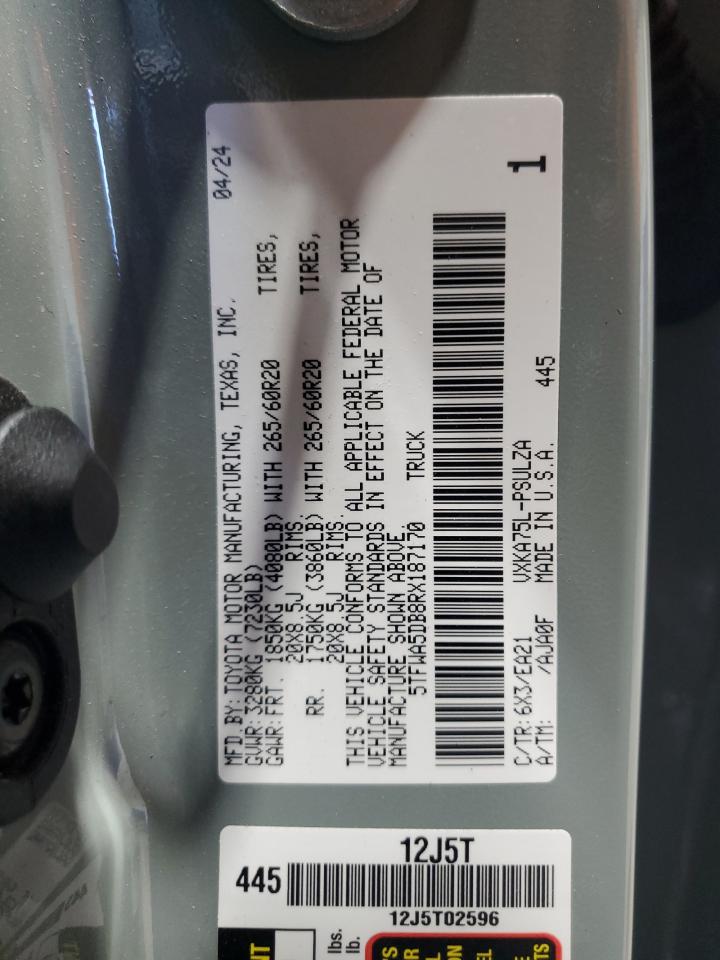 MFD.BY:TOYOTA MOTOR MANUFACTURING, TEXAS, INC. 04/24
GVWR:3280KG (7230LB)
GAWR:FRT. 1850KG (4080LB) WITH 265/60R20 TIRES,
20X8.5J RIMS,
RR. 1750KG (3860LB) WITH 265/60R20 TIRES,
20X8.5J RIMS.
THIS VEHICLE CONFORMS TO ALL APPLICABLE FEDERAL MOTOR
VEHICLE SAFETY STANDARDS IN EFFECT ON THE DATE OF
MANUFACTURE SHOWN ABOVE.
5TFWA5DB8RX187170 TRUCK
C/TR:6X3/EA21 VXKA75L-PSULZA 1
A/TM: /AJA0F MADE IN U.S.A. 445
12J5T
445
12J5T02596
lbs.
lb.